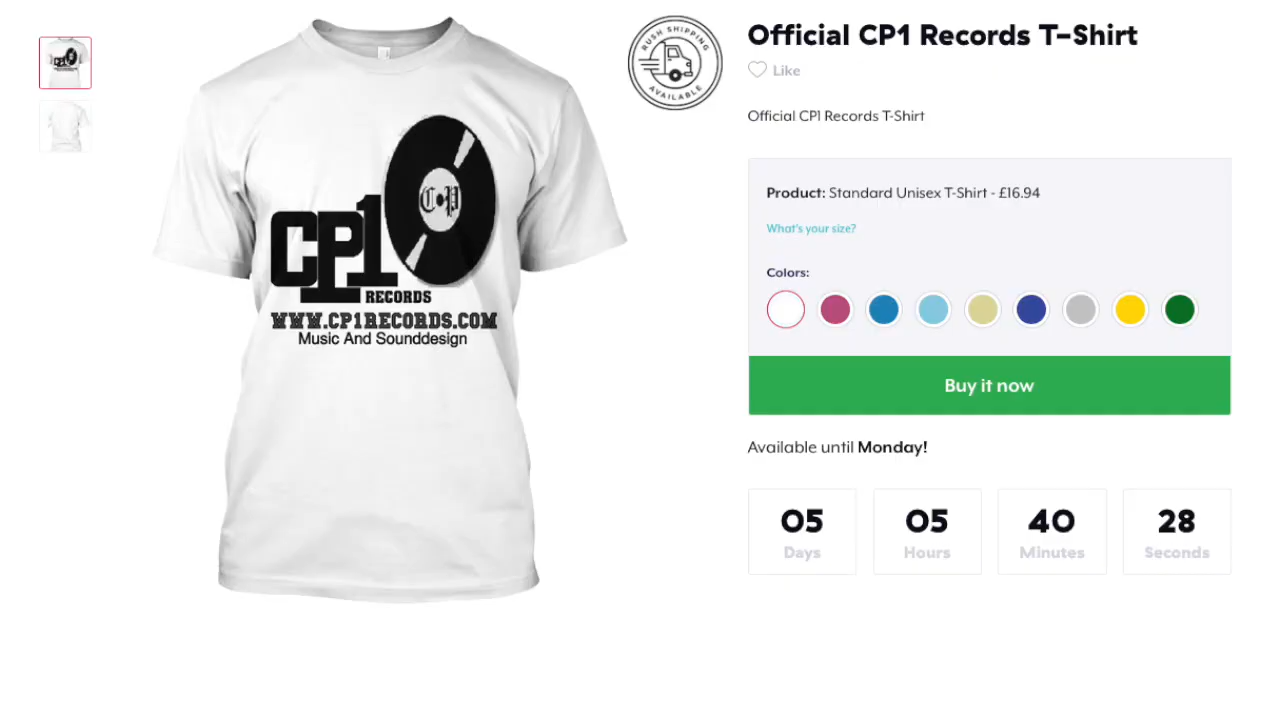 RUSH SHIPPING
AVAILABLE
Official CP1 Records T-Shirt
Like
Official CP1 Records T-Shirt
C P
CP1
RECORDS
WWW.CP1RECORDS.COM
Music And Sounddesign
Product: Standard Unisex T-Shirt - £16.94
What's your size?
Colors:
Buy it now
Available until Monday!
05 05 40 28
Days Hours Minutes Seconds